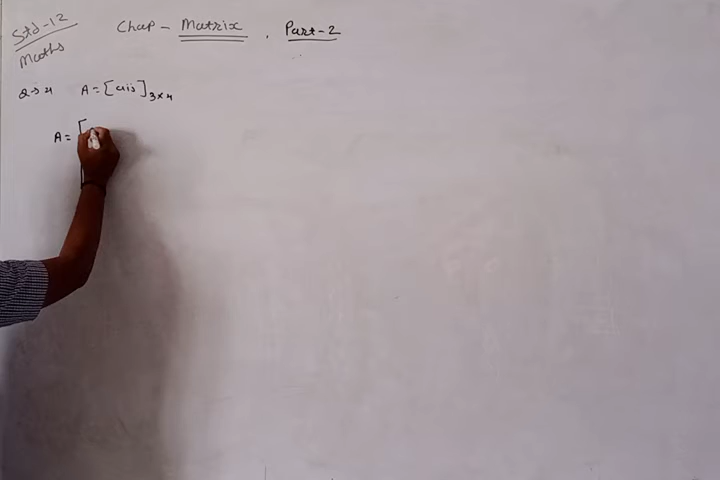 Std-12
Maths
Chap - Matrix . Part-2
Q→4 A = [aij]3×4
A = [